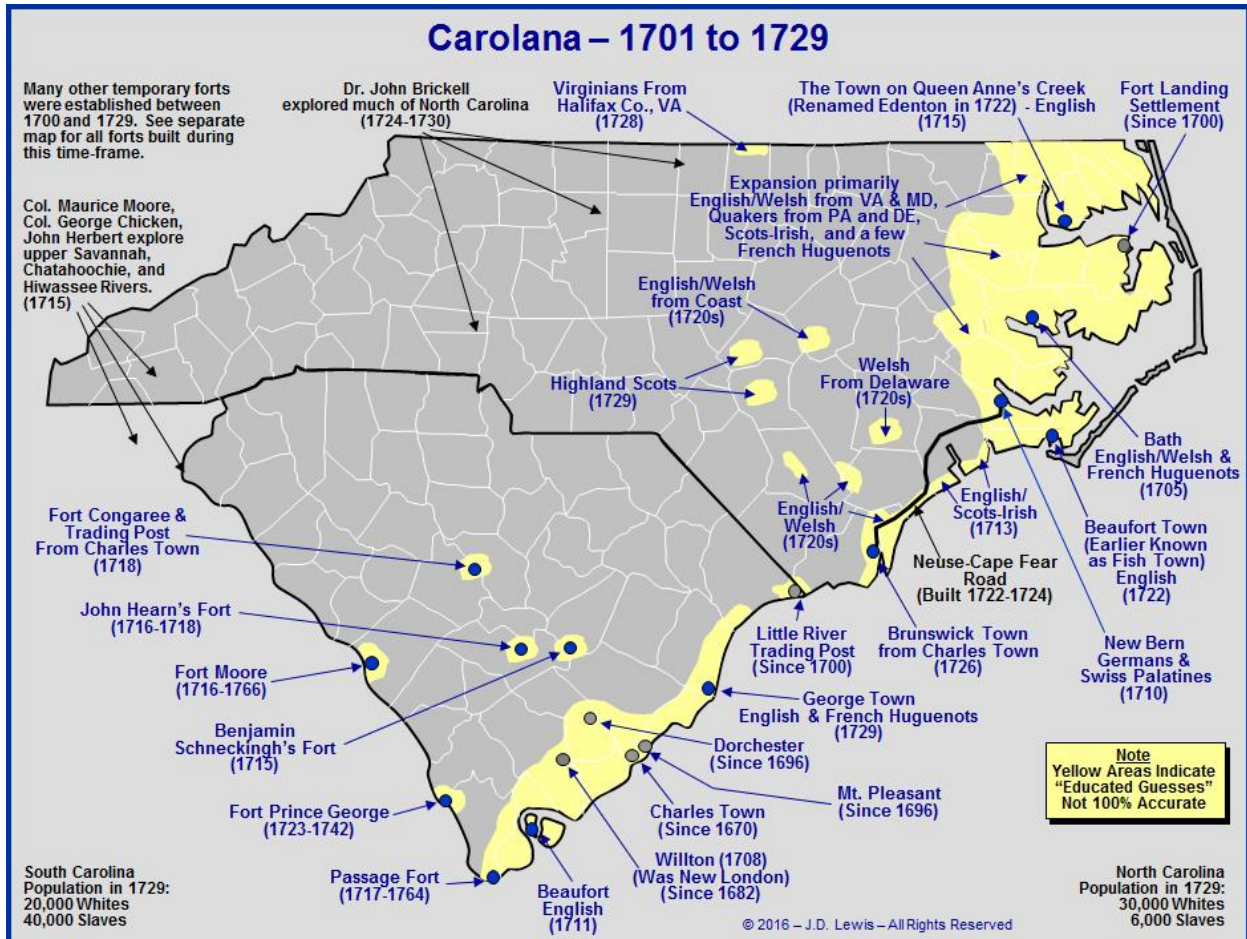 Carolana – 1701 to 1729
Many other temporary forts
were established between
1700 and 1729. See separate
map for all forts built during
this time-frame.
Dr. John Brickell
explored much of North Carolina
(1724-1730)
Virginians From
Halifax Co., VA
(1728)
The Town on Queen Anne's Creek
(Renamed Edenton in 1722) - English
(1715)
Fort Landing
Settlement
(Since 1700)
Col. Maurice Moore,
Col. George Chicken,
John Herbert explore
upper Savannah,
Chatahoochie, and
Hiwassee Rivers.
(1715)
Expansion primarily
English/Welsh from VA & MD,
Quakers from PA and DE,
Scots-Irish, and a few
French Huguenots
English/Welsh
from Coast
(1720s)
Highland Scots
(1729)
Welsh
From Delaware
(1720s)
Bath
English/Welsh &
French Huguenots
(1705)
English/
Scots-Irish
(1713)
English/
Welsh
(1720s)
Beaufort Town
(Earlier Known
as Fish Town)
English
(1722)
Neuse-Cape Fear
Road
(Built 1722-1724)
Fort Congaree &
Trading Post
From Charles Town
(1718)
John Hearn's Fort
(1716-1718)
Little River
Trading Post
(Since 1700)
Brunswick Town
from Charles Town
(1726)
New Bern
Germans &
Swiss Palatines
(1710)
Fort Moore
(1716-1766)
George Town
English & French Huguenots
(1729)
Benjamin
Schneckingh's Fort
(1715)
Dorchester
(Since 1696)
Note
Yellow Areas Indicate
"Educated Guesses"
Not 100% Accurate
Mt. Pleasant
(Since 1696)
Fort Prince George
(1723-1742)
Charles Town
(Since 1670)
Willton (1708)
(Was New London)
(Since 1682)
Passage Fort
(1717-1764)
Beaufort
English
(1711)
South Carolina
Population in 1729:
20,000 Whites
40,000 Slaves
North Carolina
Population in 1729:
30,000 Whites
6,000 Slaves
© 2016 – J.D. Lewis – All Rights Reserved